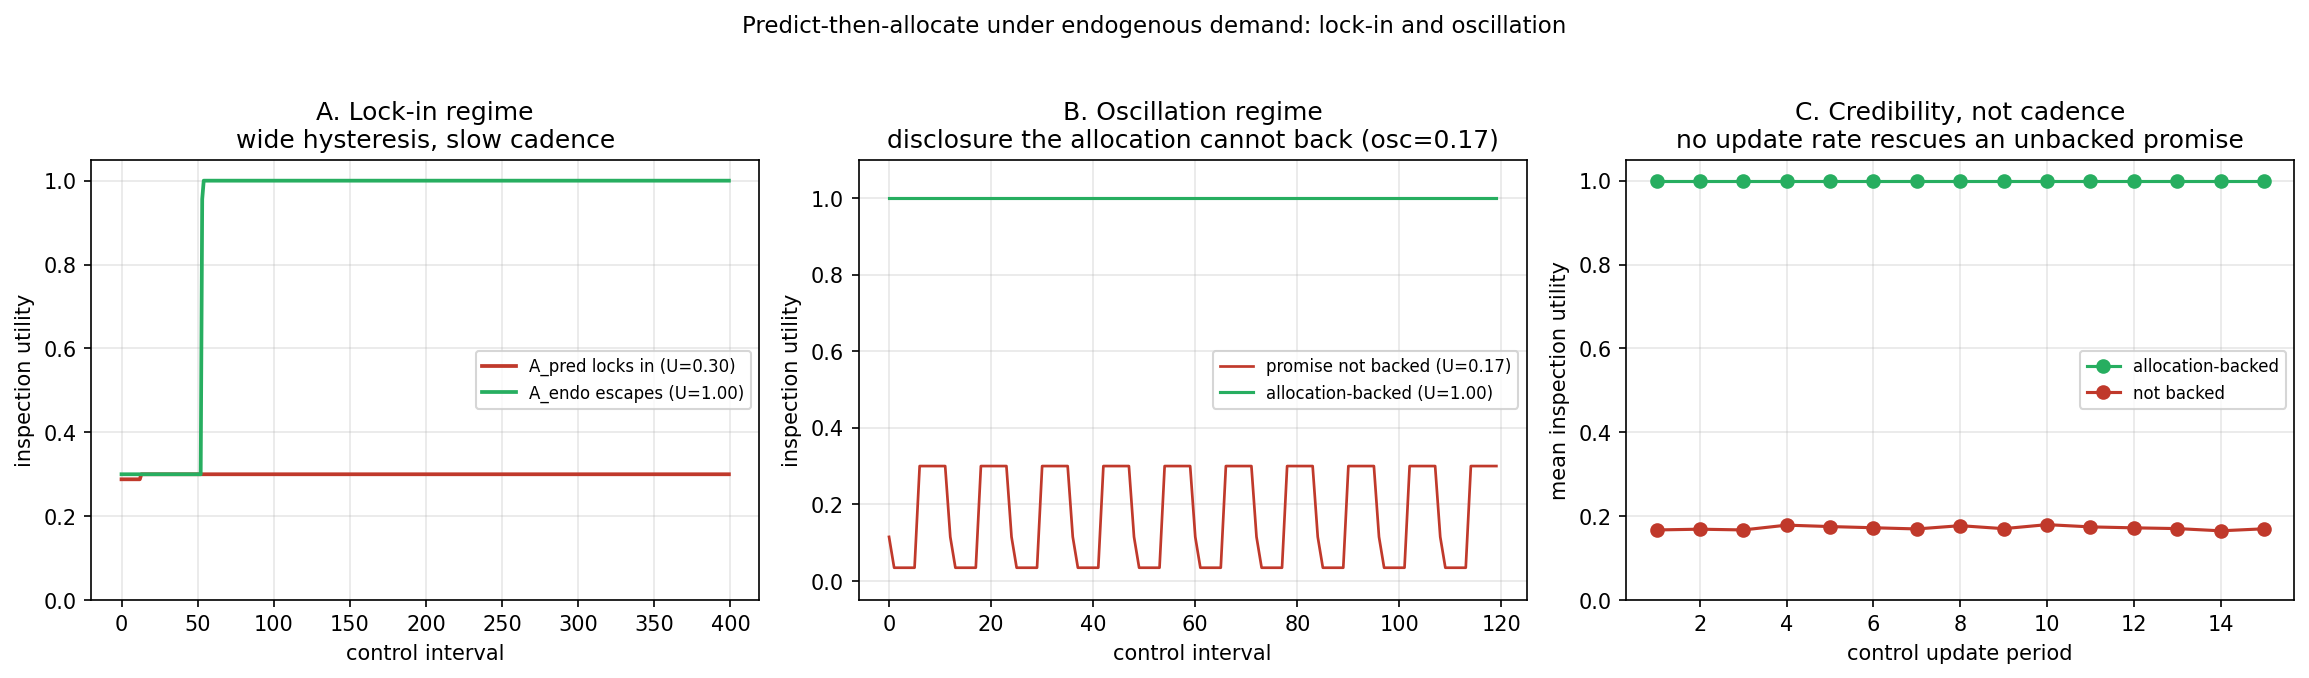 Predict-then-allocate under endogenous demand: lock-in and oscillation
A. Lock-in regime
wide hysteresis, slow cadence
inspection utility
1.0
0.8
0.6
0.4
0.2
0.0
A_pred locks in (U=0.30)
A_endo escapes (U=1.00)
0 50 100 150 200 250 300 350 400
control interval
B. Oscillation regime
disclosure the allocation cannot back (osc=0.17)
inspection utility
1.0
0.8
0.6
0.4
0.2
0.0
promise not backed (U=0.17)
allocation-backed (U=1.00)
0 20 40 60 80 100 120
control interval
C. Credibility, not cadence
no update rate rescues an unbacked promise
mean inspection utility
1.0
0.8
0.6
0.4
0.2
0.0
allocation-backed
not backed
2 4 6 8 10 12 14
control update period